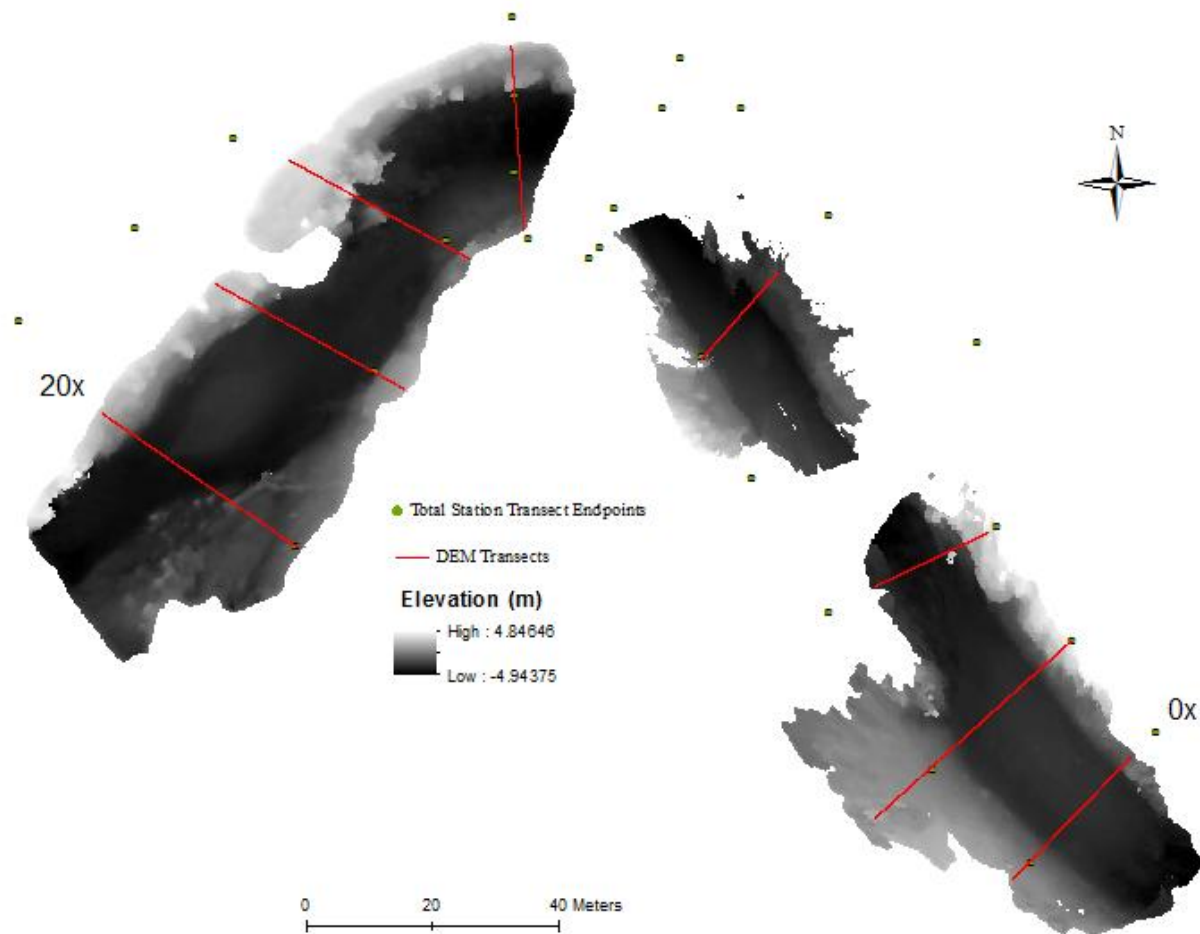 N
20x
Total Station Transect Endpoints
DEM Transects
Elevation (m)
High : 4.84646
Low : -4.94375
0x
0 20 40 Meters